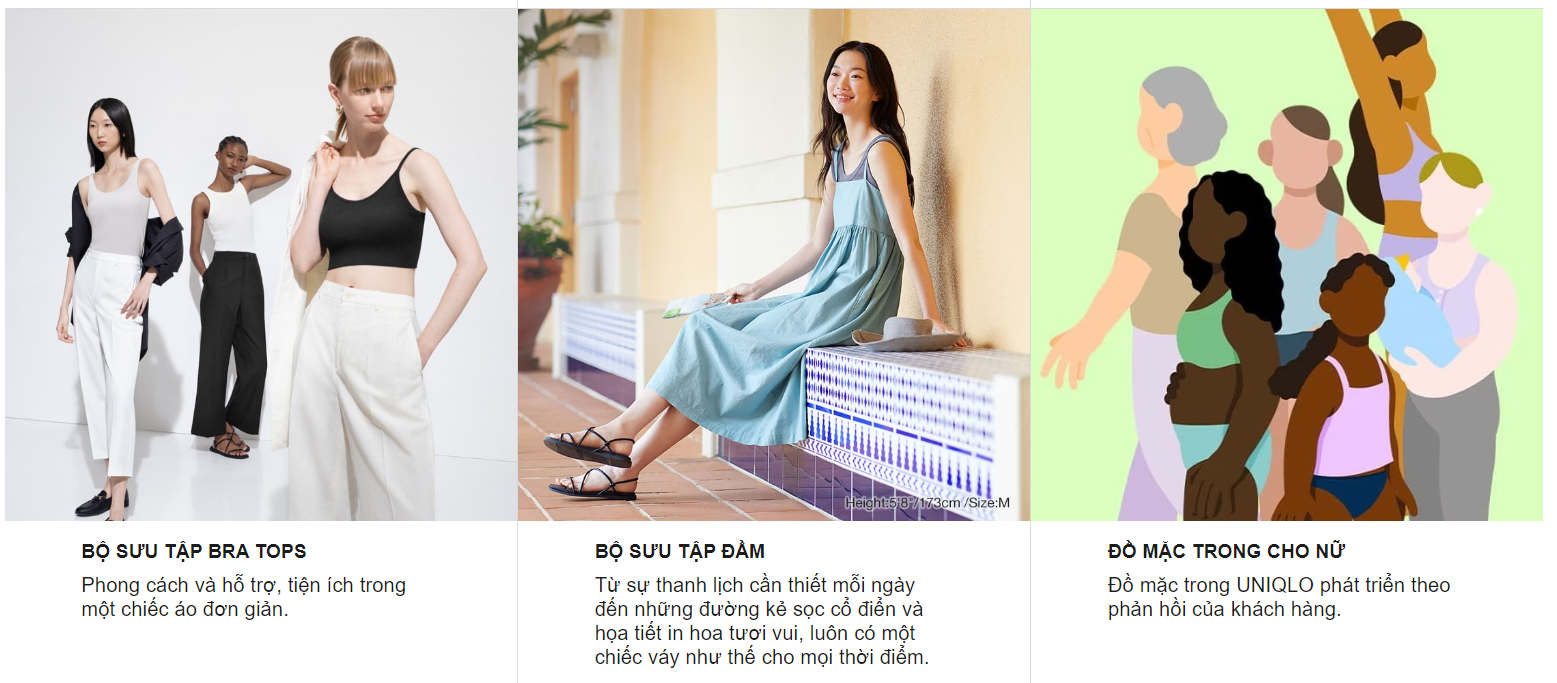 Height:5'8"/173cm /Size:M
BỘ SƯU TẬP BRA TOPS
Phong cách và hỗ trợ, tiện ích trong
một chiếc áo đơn giản.
BỘ SƯU TẬP ĐẦM
Từ sự thanh lịch cần thiết mỗi ngày
đến những đường kẻ sọc cổ điển và
họa tiết in hoa tươi vui, luôn có một
chiếc váy như thế cho mọi thời điểm.
ĐỒ MẶC TRONG CHO NỮ
Đồ mặc trong UNIQLO phát triển theo
phản hồi của khách hàng.